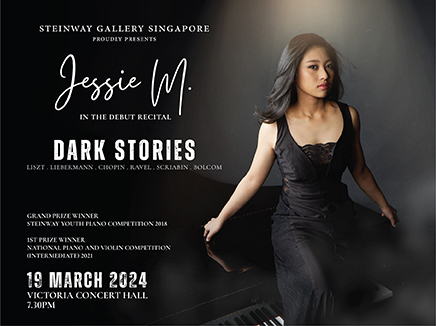 STEINWAY GALLERY SINGAPORE
PROUDLY PRESENTS
Jessie M.
IN THE DEBUT RECITAL
DARK STORIES
LISZT . LIEBERMANN . CHOPIN . RAVEL . SCRIABIN . BOLCOM
GRAND PRIZE WINNER
STEINWAY YOUTH PIANO COMPETITION 2018
1ST PRIZE WINNER
NATIONAL PIANO AND VIOLIN COMPETITION
(INTERMEDIATE) 2021
19 MARCH 2024
VICTORIA CONCERT HALL
7.30PM